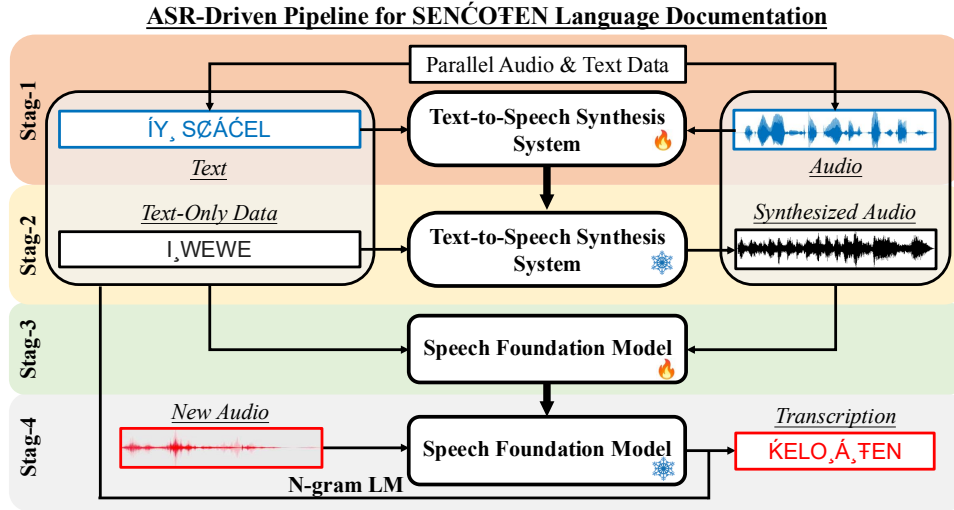 ASR-Driven Pipeline for SENĆOŦEN Language Documentation
Stag-1
Parallel Audio & Text Data
ÍY¸ SȻÁĆEL
Text
Text-to-Speech Synthesis
System
Audio
Stag-2
Text-Only Data
I¸WEWE
Text-to-Speech Synthesis
System
Synthesized Audio
Stag-3
Speech Foundation Model
Stag-4
New Audio
Speech Foundation Model
Transcription
ḰELO¸Á¸ŦEN
N-gram LM